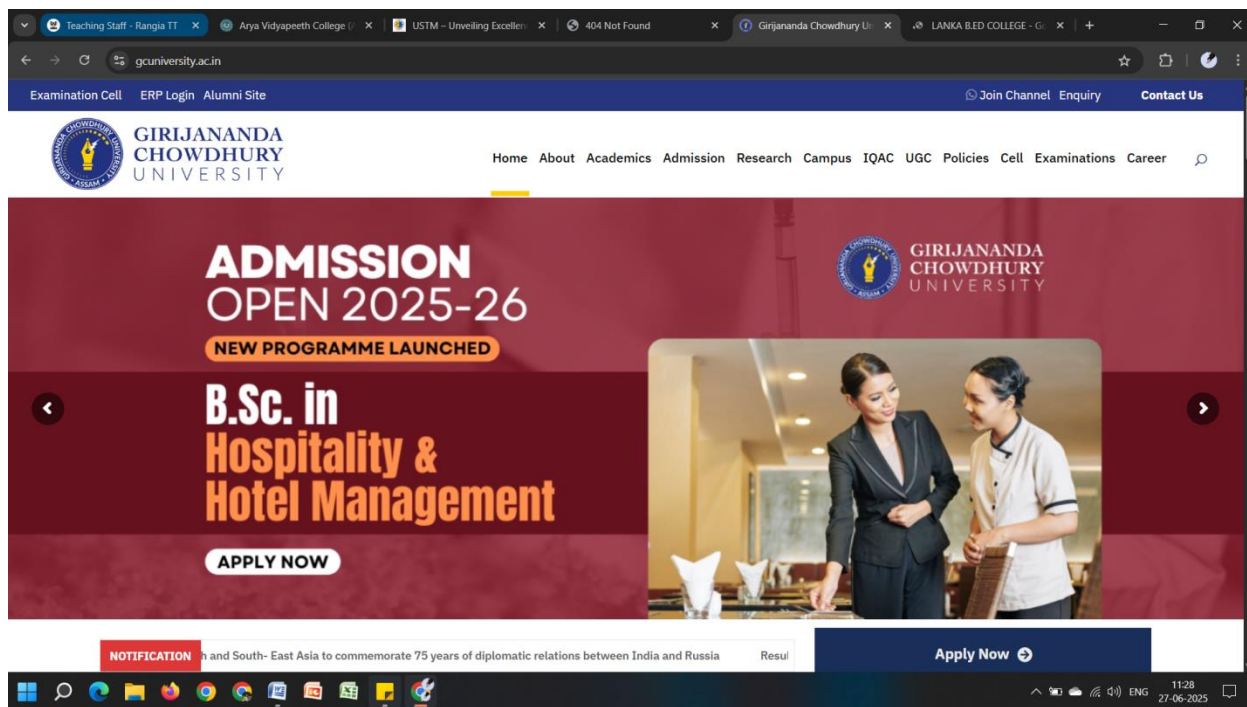 Teaching Staff - Rangia TT
Arya Vidyapeeth College (
USTM – Unveiling Excellen
404 Not Found
Girijananda Chowdhury Un
LANKA B.ED COLLEGE - Go
gcuniversity.ac.in
Examination Cell ERP Login Alumni Site Join Channel Enquiry Contact Us
GIRIJANANDA
CHOWDHURY
UNIVERSITY
Home About Academics Admission Research Campus IQAC UGC Policies Cell Examinations Career
ADMISSION
OPEN 2025-26
NEW PROGRAMME LAUNCHED
B.Sc. in
Hospitality &
Hotel Management
APPLY NOW
GIRIJANANDA
CHOWDHURY
UNIVERSITY
NOTIFICATION h and South- East Asia to commemorate 75 years of diplomatic relations between India and Russia Resul
Apply Now
ENG
11:28
27-06-2025